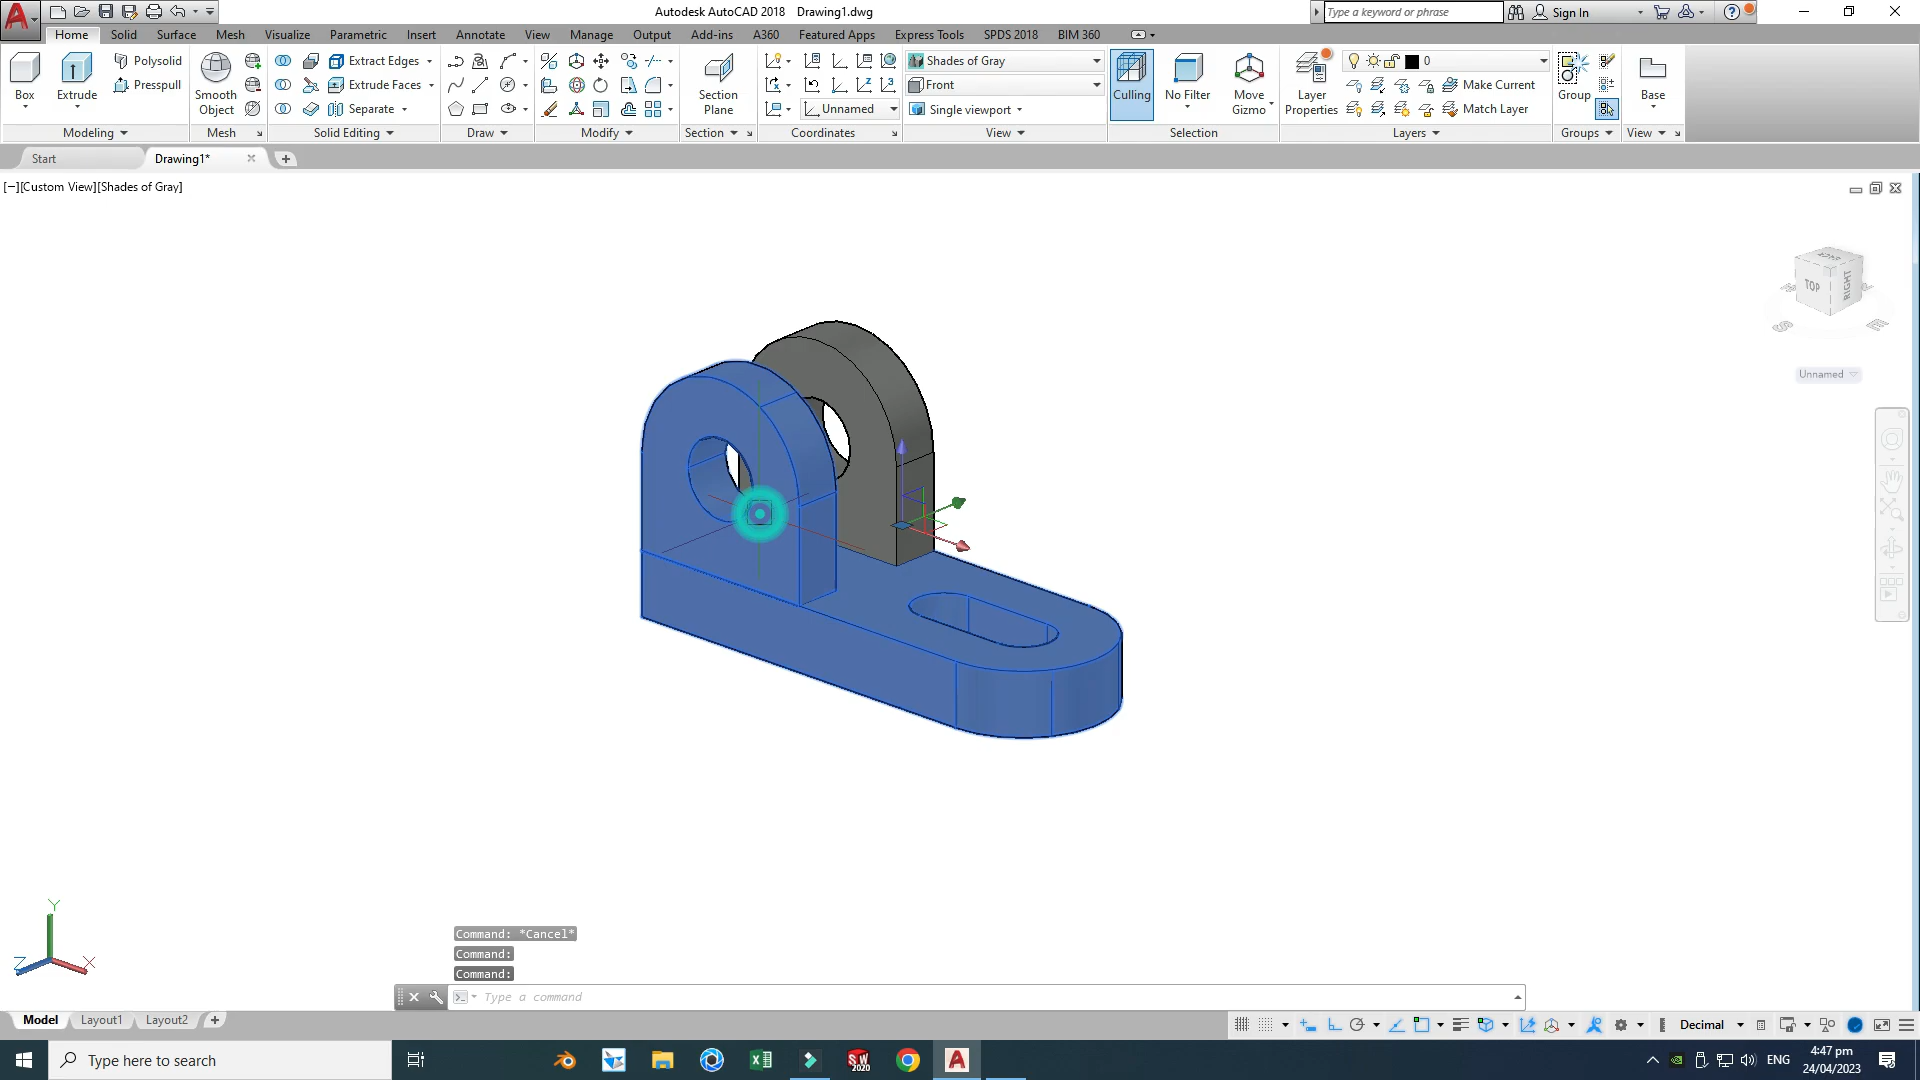 Autodesk AutoCAD 2018 Drawing1.dwg
Type a keyword or phrase
Sign In
Home Solid Surface Mesh Visualize Parametric Insert Annotate View Manage Output Add-ins A360 Featured Apps Express Tools SPDS 2018 BIM 360
Polysolid Extract Edges Shades of Gray 0
Presspull Extrude Faces Front Make Current
Separate Unnamed Single viewport Match Layer
Box Extrude Smooth Object Section Plane Culling No Filter Move Gizmo Layer Properties Group Base
Modeling Mesh Solid Editing Draw Modify Section Coordinates View Selection Layers Groups View
Start Drawing1*
[−][Custom View][Shades of Gray]
TOP RIGHT BACK
S E
Unnamed
Y
Z X
Command: *Cancel*
Command:
Command:
Type a command
Model Layout1 Layout2
Decimal
Type here to search
SW 2020
ENG
4:47 pm
24/04/2023